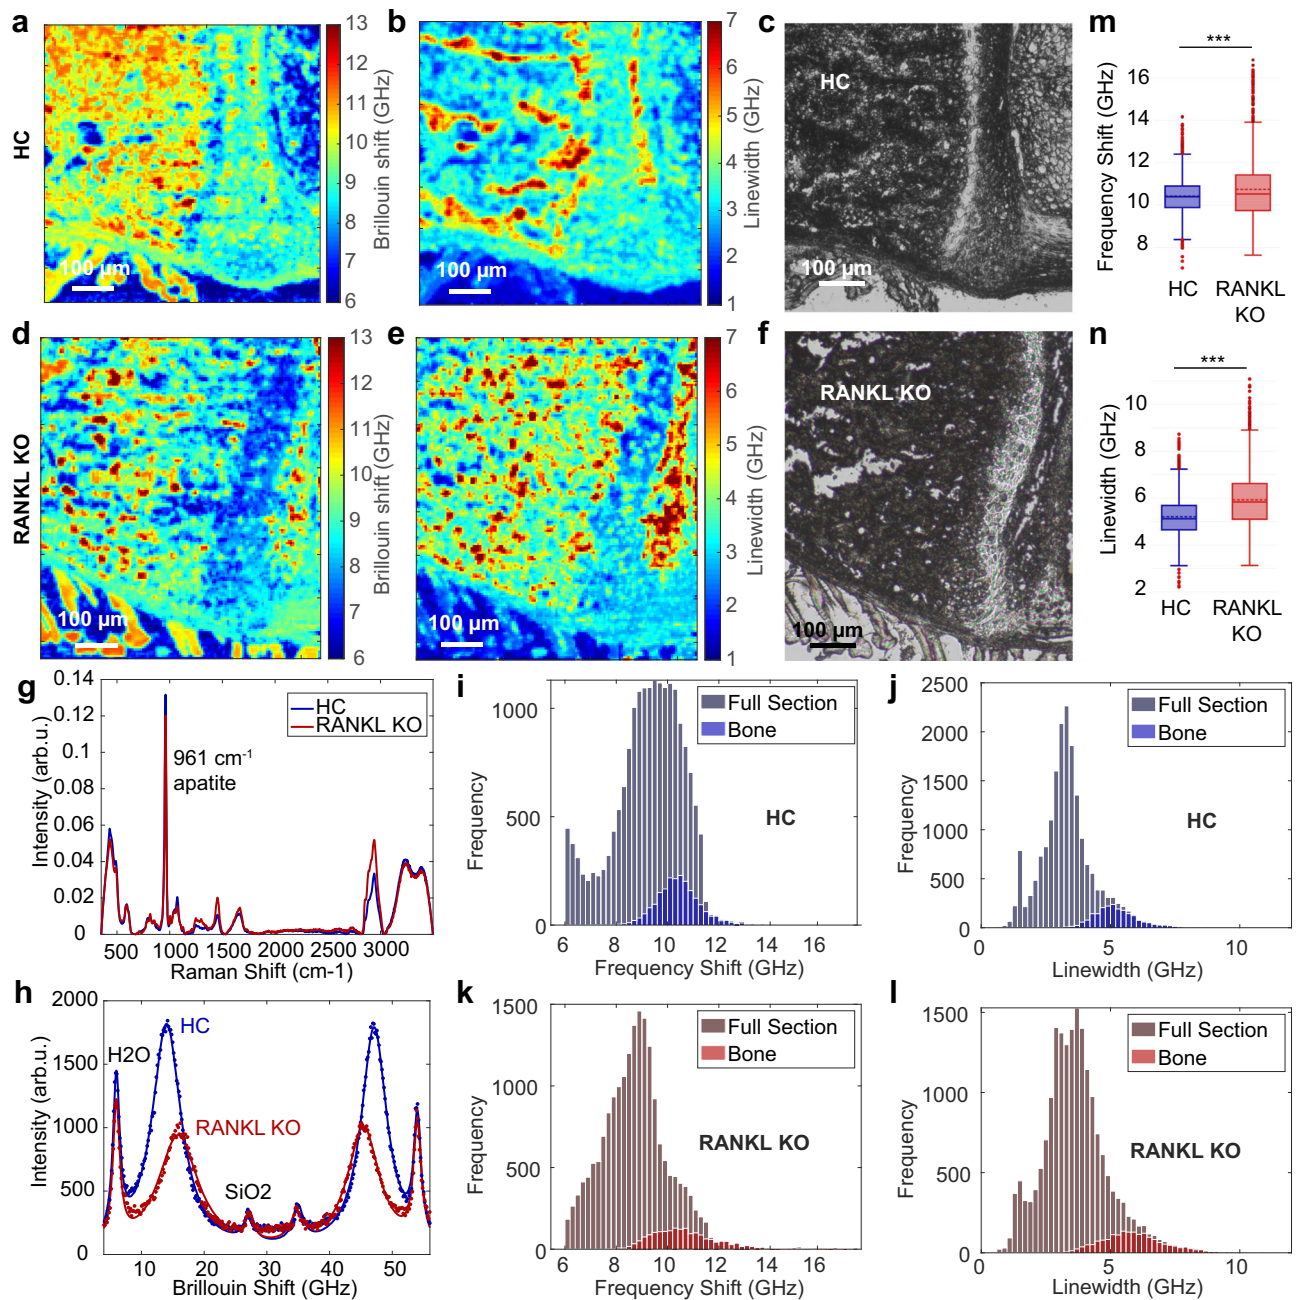 a
HC
100 µm
13
12
11
10
9
8
7
6
Brillouin shift (GHz)
b
100 µm
7
6
5
4
3
2
1
Linewidth (GHz)
c
HC
100 µm
m
***
Frequency Shift (GHz)
16
14
12
10
8
HC
RANKL
KO
d
RANKL KO
100 µm
13
12
11
10
9
8
7
6
Brillouin shift (GHz)
e
100 µm
7
6
5
4
3
2
1
Linewidth (GHz)
f
RANKL KO
100 µm
n
***
Linewidth (GHz)
10
8
6
4
2
HC
RANKL
KO
g
Intensity (arb.u.)
0.14
0.12
0.1
0.08
0.06
0.04
0.02
0
HC
RANKL KO
961 cm⁻¹
apatite
500
1000
1500
2000
2500
3000
Raman Shift (cm-1)
i
Frequency
1000
500
0
Full Section
Bone
HC
6
8
10
12
14
16
Frequency Shift (GHz)
j
Frequency
2500
2000
1500
1000
500
0
Full Section
Bone
HC
0
5
10
Linewidth (GHz)
h
Intensity (arb.u.)
2000
1500
1000
500
0
HC
H2O
RANKL KO
SiO2
10
20
30
40
50
Brillouin Shift (GHz)
k
Frequency
1500
1000
500
0
Full Section
Bone
RANKL KO
6
8
10
12
14
16
Frequency Shift (GHz)
l
Frequency
1500
1000
500
0
Full Section
Bone
RANKL KO
0
5
10
Linewidth (GHz)